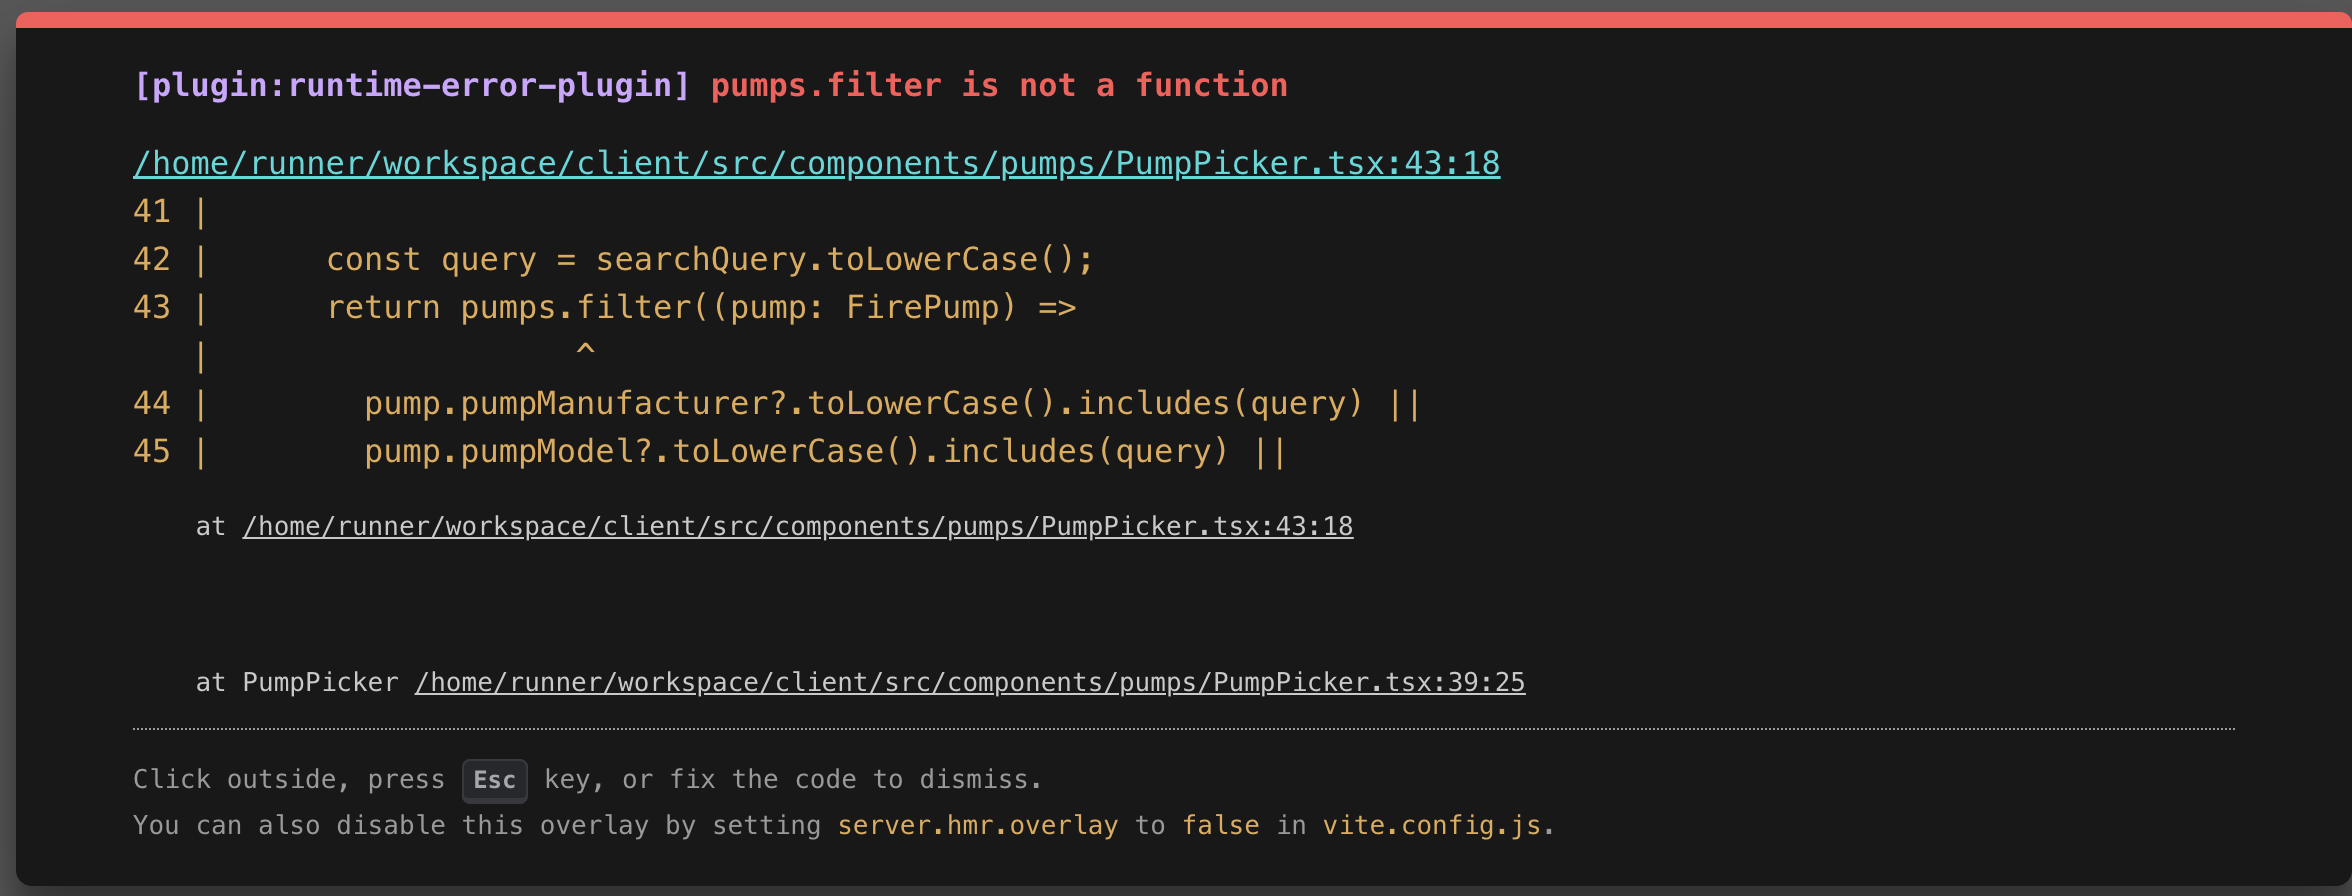 [plugin:runtime-error-plugin] pumps.filter is not a function
/home/runner/workspace/client/src/components/pumps/PumpPicker.tsx:43:18
41 |
42 |      const query = searchQuery.toLowerCase();
43 |      return pumps.filter((pump: FirePump) =>
   |                   ^
44 |        pump.pumpManufacturer?.toLowerCase().includes(query) ||
45 |        pump.pumpModel?.toLowerCase().includes(query) ||
    at /home/runner/workspace/client/src/components/pumps/PumpPicker.tsx:43:18
    at PumpPicker /home/runner/workspace/client/src/components/pumps/PumpPicker.tsx:39:25
Click outside, press Esc key, or fix the code to dismiss.
You can also disable this overlay by setting server.hmr.overlay to false in vite.config.js.